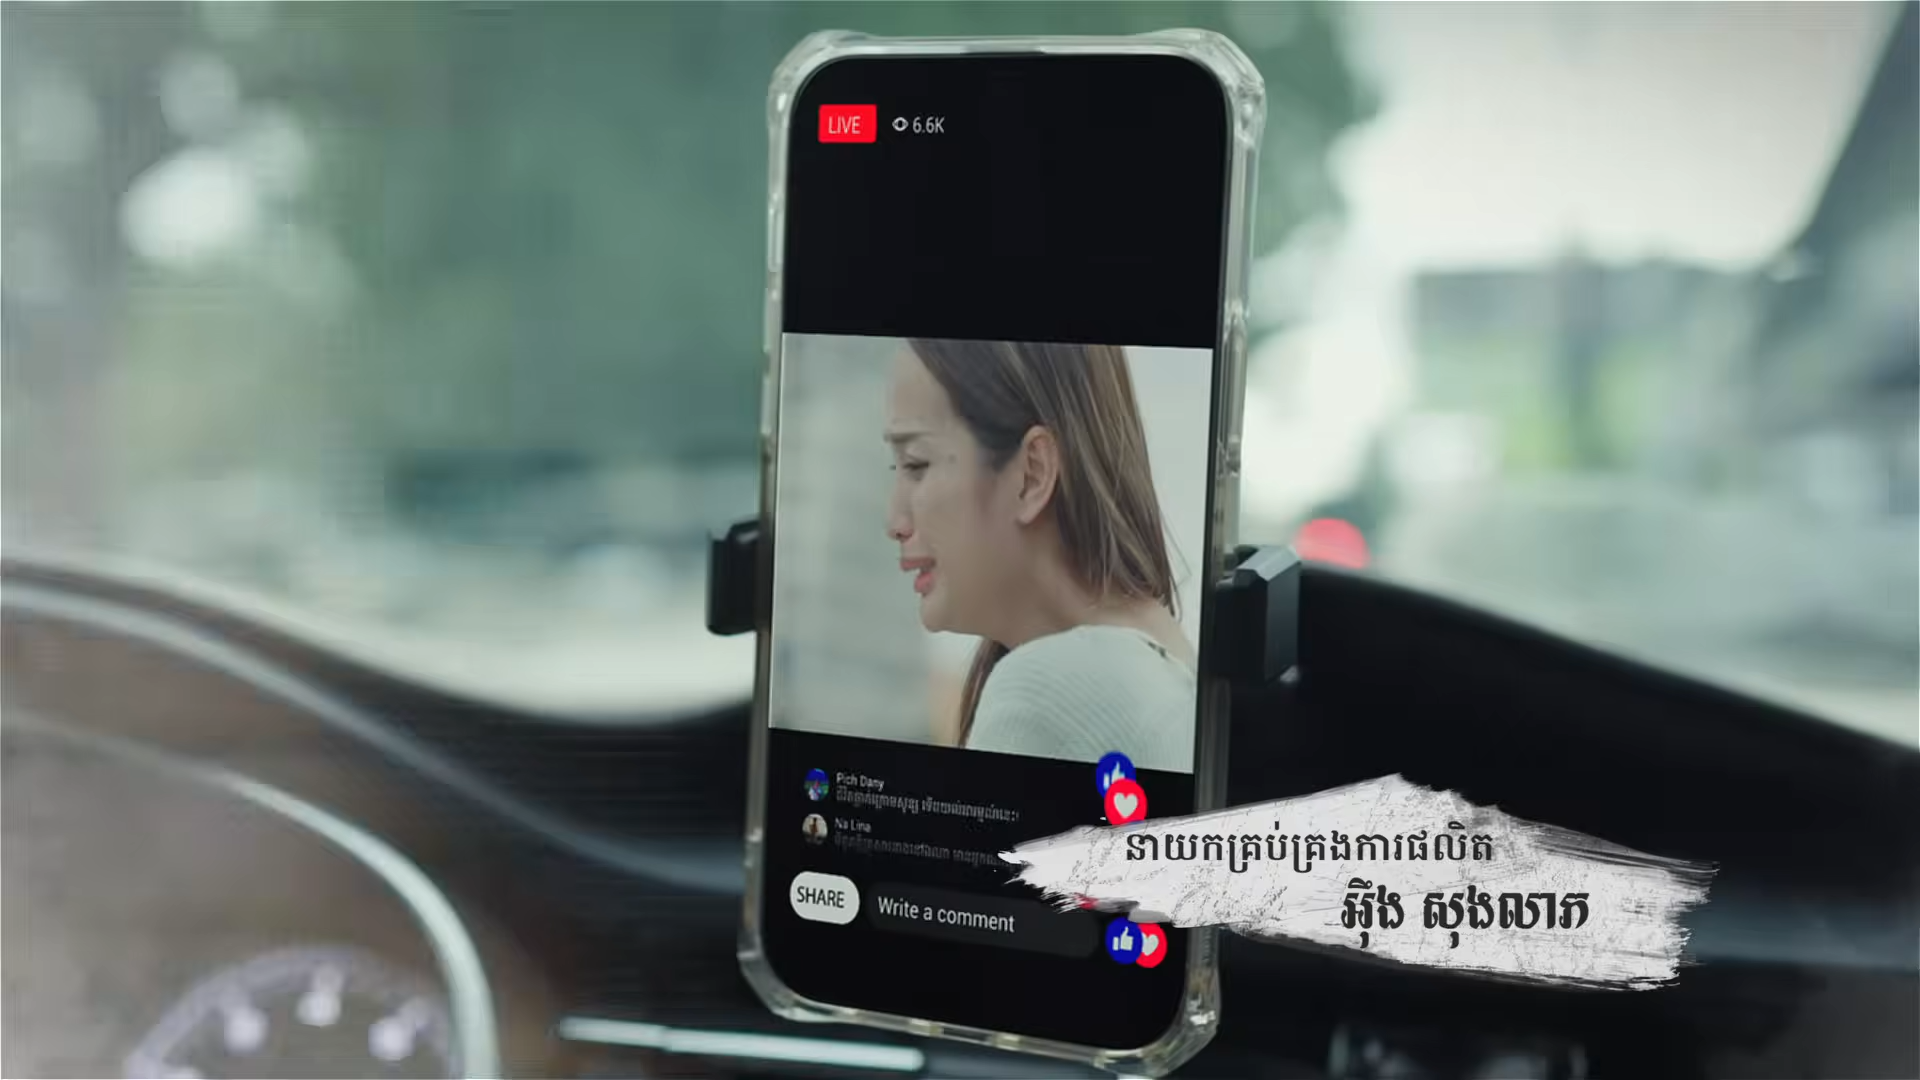 LIVE 6.6K
Pich Dany
Na Lina
SHARE Write a comment
នាយកគ្រប់គ្រងការផលិត
អ៊ឹង សុងលាភ